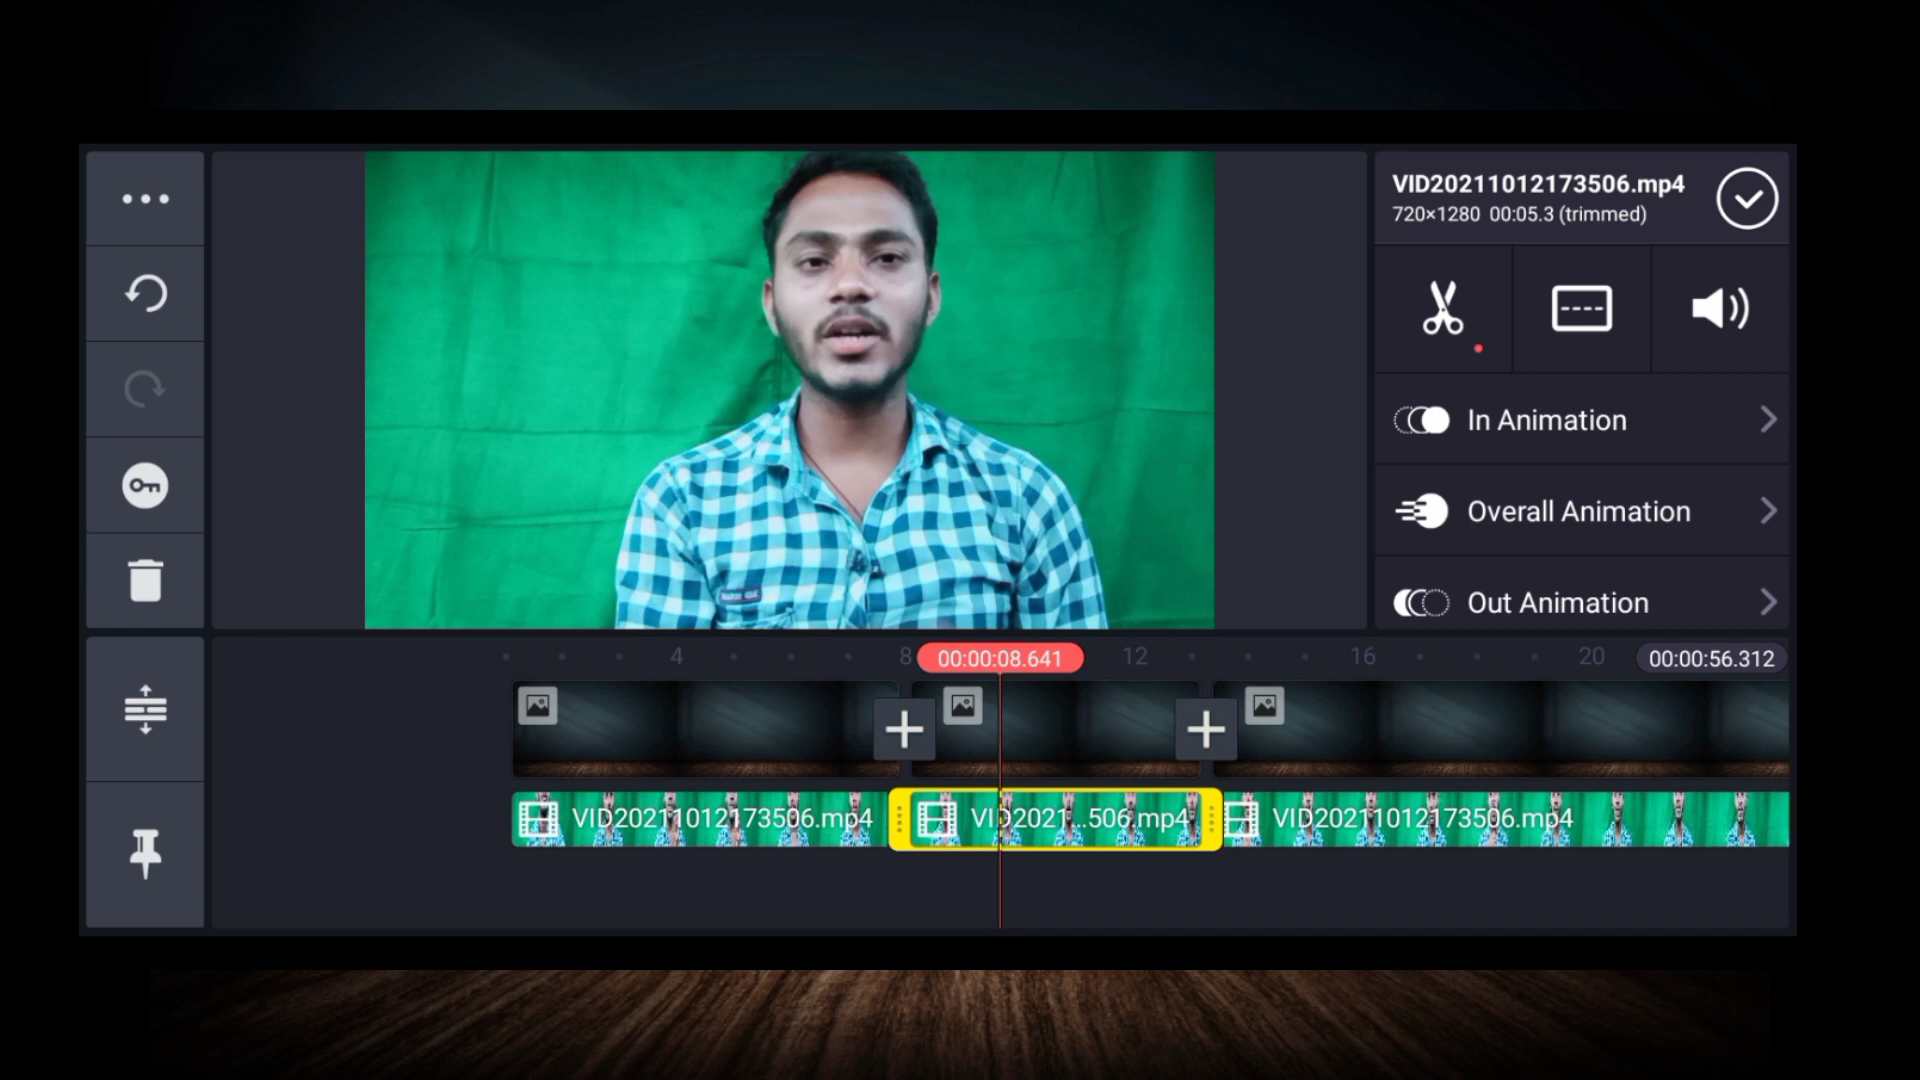 VID20211012173506.mp4
720×1280 00:05.3 (trimmed)
In Animation
Overall Animation
Out Animation
4
8
00:00:08.641
12
16
20
00:00:56.312
VID20211012173506.mp4
VID2021...506.mp4
VID20211012173506.mp4